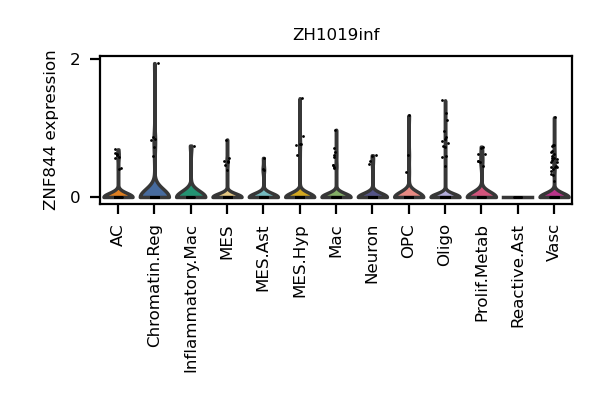 ZH1019inf
ZNF844 expression
2
0
AC
Chromatin.Reg
Inflammatory.Mac
MES
MES.Ast
MES.Hyp
Mac
Neuron
OPC
Oligo
Prolif.Metab
Reactive.Ast
Vasc